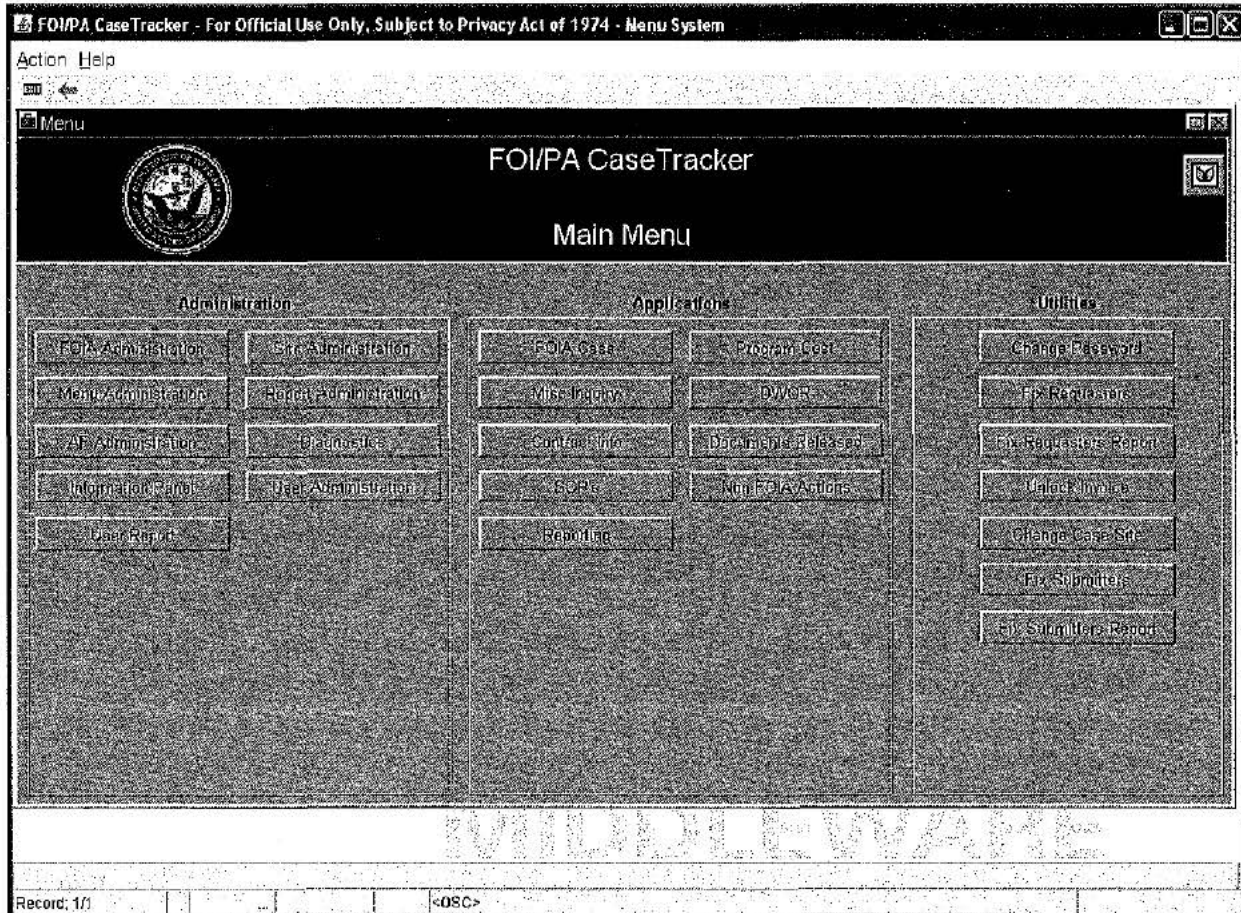 FOI/PA CaseTracker - For Official Use Only, Subject to Privacy Act of 1974 - Menu System
Action Help
EXIT
Menu
FOI/PA CaseTracker
Main Menu
Administration
Applications
Utilities
FOIA Administration
Site Administration
FOIA Case
Program Cost
Change Password
Menu Administration
Report Administration
Misc Inquiry
Fix Requesters
AF Administration
Diagnostics
Contract Info
Documents Released
Fix Requesters Report
Information Panel
User Administration
Non FOIA Actions
Unlock Invoice
User Report
Reporting
Change Case Site
Fix Submitters
Fix Submitters Report
MIDDLEWARE
Record: 1/1
<OSC>